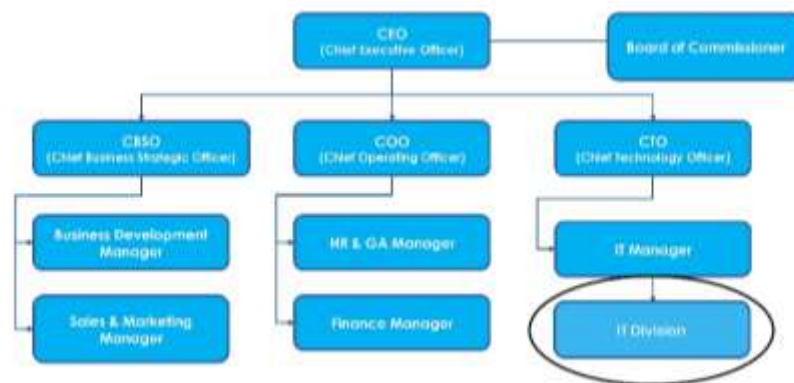 CEO
(Chief Executive Officer)
Board of Commissioner
CBSO
(Chief Business Strategic Officer)
COO
(Chief Operating Officer)
CTO
(Chief Technology Officer)
Business Development
Manager
HR & GA Manager
IT Manager
Sales & Marketing
Manager
Finance Manager
IT Division